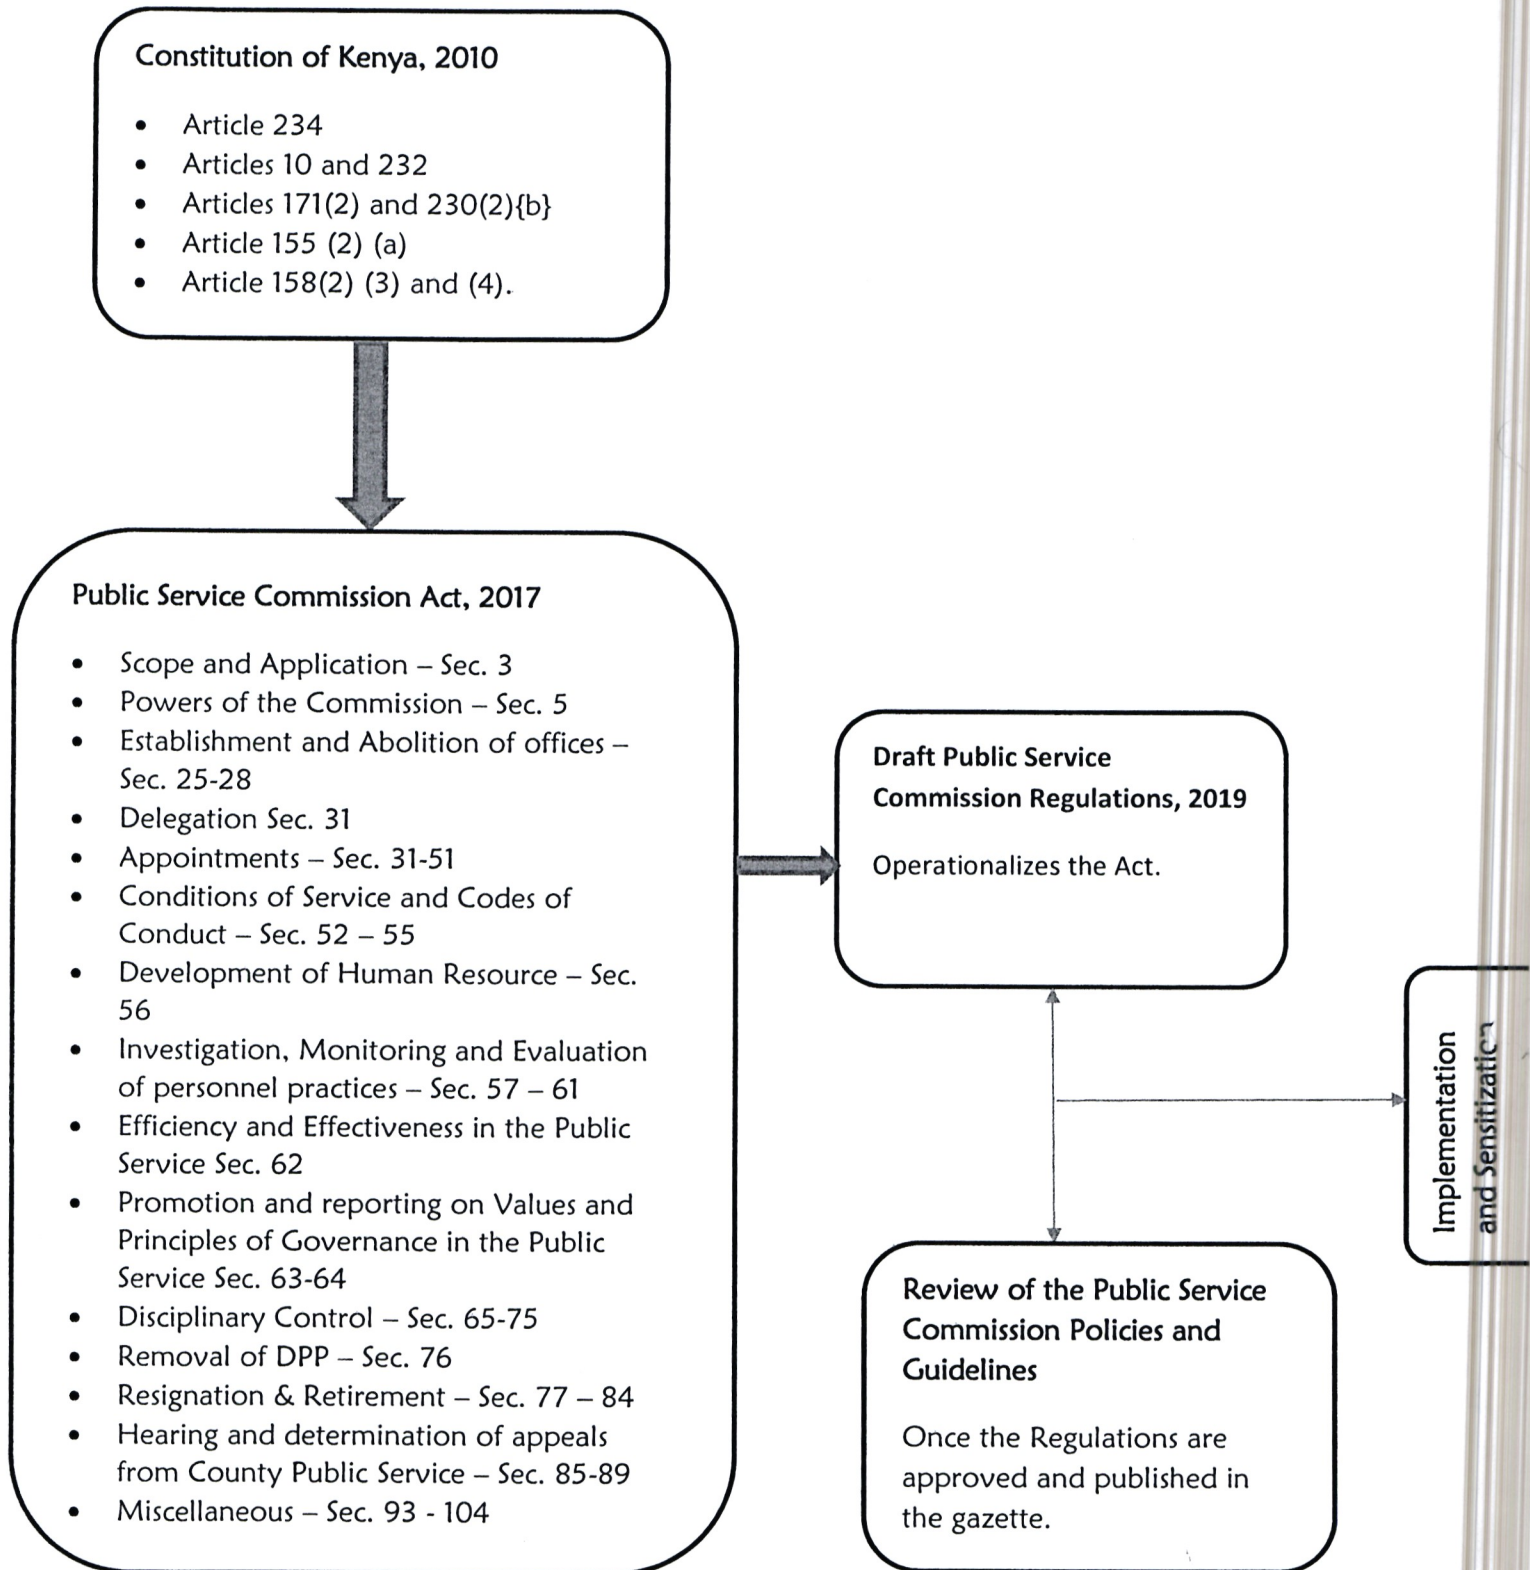 Constitution of Kenya, 2010
• Article 234
• Articles 10 and 232
• Articles 171(2) and 230(2){b}
• Article 155 (2) (a)
• Article 158(2) (3) and (4).
Public Service Commission Act, 2017
• Scope and Application – Sec. 3
• Powers of the Commission – Sec. 5
• Establishment and Abolition of offices –
Sec. 25-28
• Delegation Sec. 31
• Appointments – Sec. 31-51
• Conditions of Service and Codes of
Conduct – Sec. 52 – 55
• Development of Human Resource – Sec.
56
• Investigation, Monitoring and Evaluation
of personnel practices – Sec. 57 – 61
• Efficiency and Effectiveness in the Public
Service Sec. 62
• Promotion and reporting on Values and
Principles of Governance in the Public
Service Sec. 63-64
• Disciplinary Control – Sec. 65-75
• Removal of DPP – Sec. 76
• Resignation & Retirement – Sec. 77 – 84
• Hearing and determination of appeals
from County Public Service – Sec. 85-89
• Miscellaneous – Sec. 93 - 104
Draft Public Service
Commission Regulations, 2019
Operationalizes the Act.
Implementation
and Sensitization
Review of the Public Service
Commission Policies and
Guidelines
Once the Regulations are
approved and published in
the gazette.